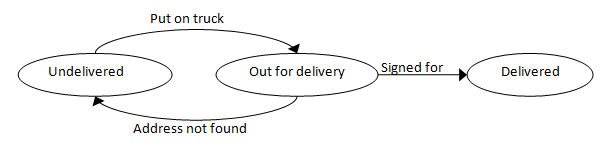 Put on truck
Undelivered
Out for delivery
Signed for
Delivered
Address not found